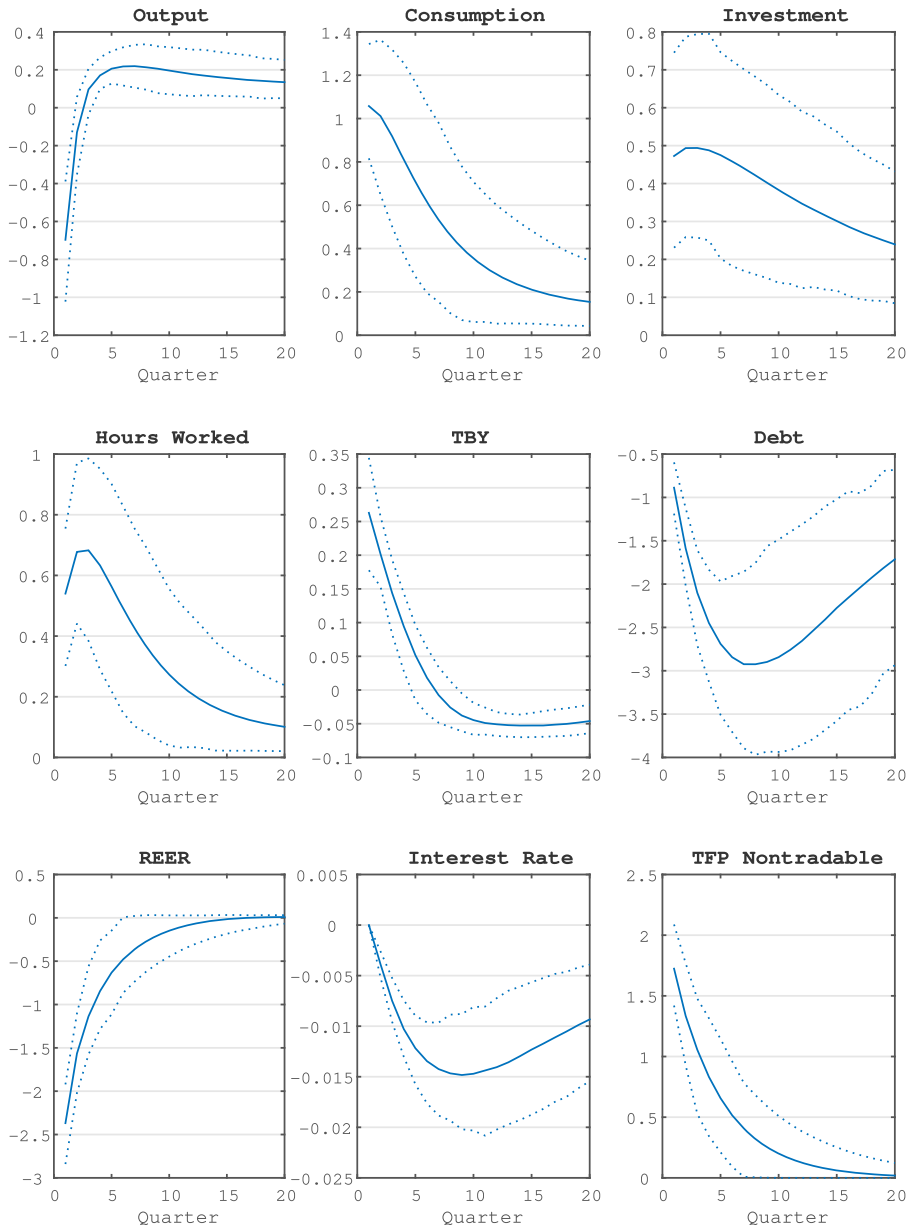 Output Consumption Investment
0.4 1.4 0.8
0.2 1.2 0.7
0 1 0.6
−0.2 0.8 0.5
−0.4 0.6 0.4
−0.6 0.4 0.3
−0.8 0.2 0.2
−1 0 0.1
−1.2 0
0 5 10 15 20 0 5 10 15 20 0 5 10 15 20
Quarter Quarter Quarter
Hours Worked TBY Debt
1 0.35 −0.5
0.8 0.3 −1
0.6 0.25 −1.5
0.4 0.2 −2
0.2 0.15 −2.5
0 0.1 −3
0.05 −3.5
0 −4
−0.05
−0.1
0 5 10 15 20 0 5 10 15 20 0 5 10 15 20
Quarter Quarter Quarter
REER Interest Rate TFP Nontradable
0.5 0.005 2.5
0 0 2
−0.5 −0.005 1.5
−1 −0.01 1
−1.5 −0.015 0.5
−2 −0.02 0
−2.5 −0.025
−3
0 5 10 15 20 0 5 10 15 20 0 5 10 15 20
Quarter Quarter Quarter